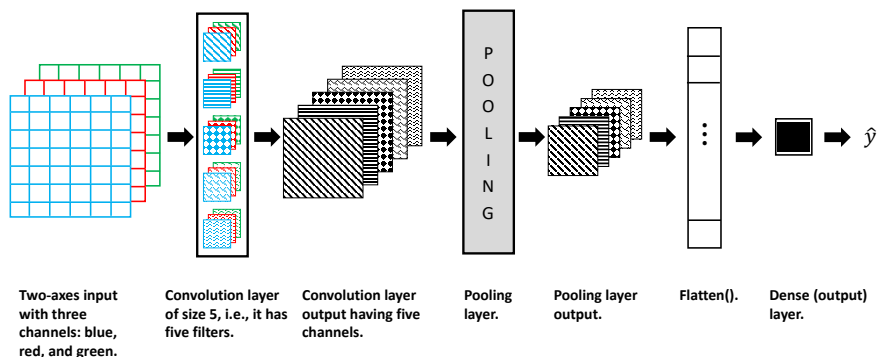 P
O
O
L
I
N
G
ŷ
Two-axes input
with three
channels: blue,
red, and green.
Convolution layer
of size 5, i.e., it has
five filters.
Convolution layer
output having five
channels.
Pooling
layer.
Pooling layer
output.
Flatten().
Dense (output)
layer.